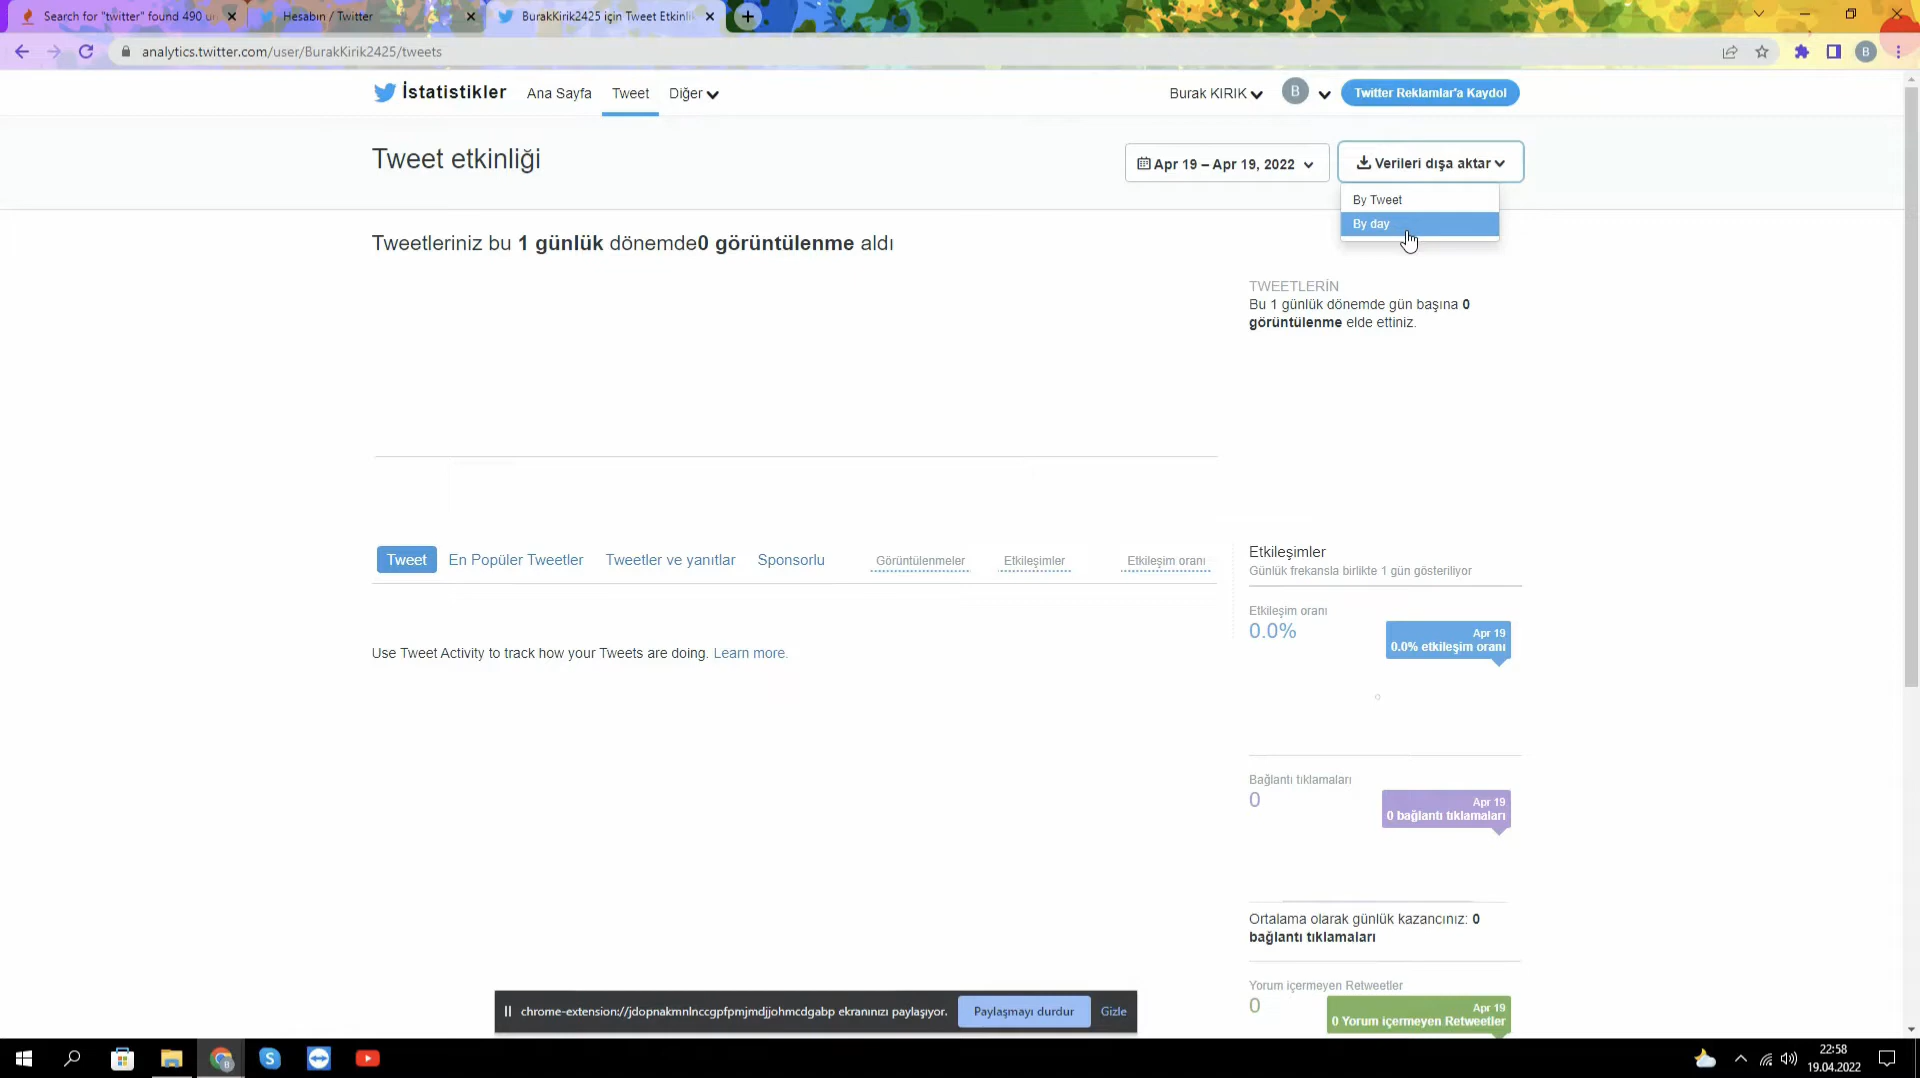 Search for "twitter" found 490 u
Hesabın / Twitter
BurakKirik2425 için Tweet Etkinli
analytics.twitter.com/user/BurakKirik2425/tweets
B
İstatistikler
Ana Sayfa
Tweet
Diğer
Burak KIRIK
B
Twitter Reklamlar'a Kaydol
Tweet etkinliği
Apr 19 – Apr 19, 2022
Verileri dışa aktar
By Tweet
By day
Tweetleriniz bu 1 günlük dönemde0 görüntülenme aldı
TWEETLERİN
Bu 1 günlük dönemde gün başına 0
görüntülenme elde ettiniz.
Tweet
En Popüler Tweetler
Tweetler ve yanıtlar
Sponsorlu
Görüntülenmeler
Etkileşimler
Etkileşim oranı
Use Tweet Activity to track how your Tweets are doing. Learn more.
Etkileşimler
Günlük frekansla birlikte 1 gün gösteriliyor
Etkileşim oranı
0.0%
Apr 19
0.0% etkileşim oranı
Bağlantı tıklamaları
0
Apr 19
0 bağlantı tıklamaları
Ortalama olarak günlük kazancınız: 0
bağlantı tıklamaları
Yorum içermeyen Retweetler
0
Apr 19
0 Yorum içermeyen Retweetler
chrome-extension://jdopnakmnlnccgpfpmjmdjjohmcdgabp ekranınızı paylaşıyor.
Paylaşmayı durdur
Gizle
22:58
19.04.2022